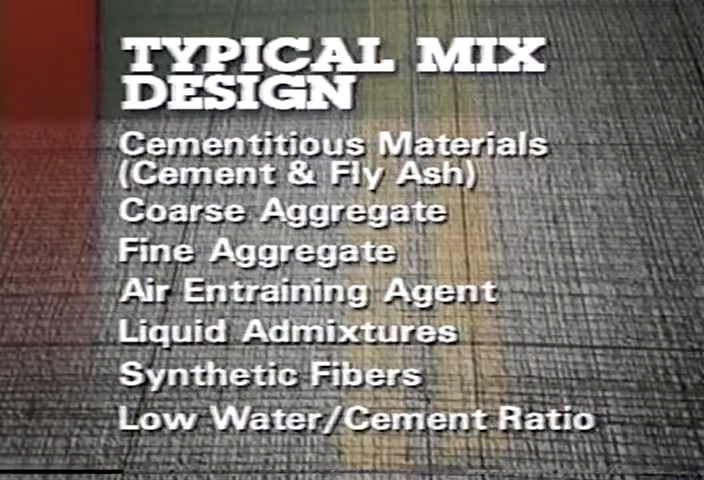 TYPICAL MIX
DESIGN
Cementitious Materials
(Cement & Fly Ash)
Coarse Aggregate
Fine Aggregate
Air Entraining Agent
Liquid Admixtures
Synthetic Fibers
Low Water/Cement Ratio